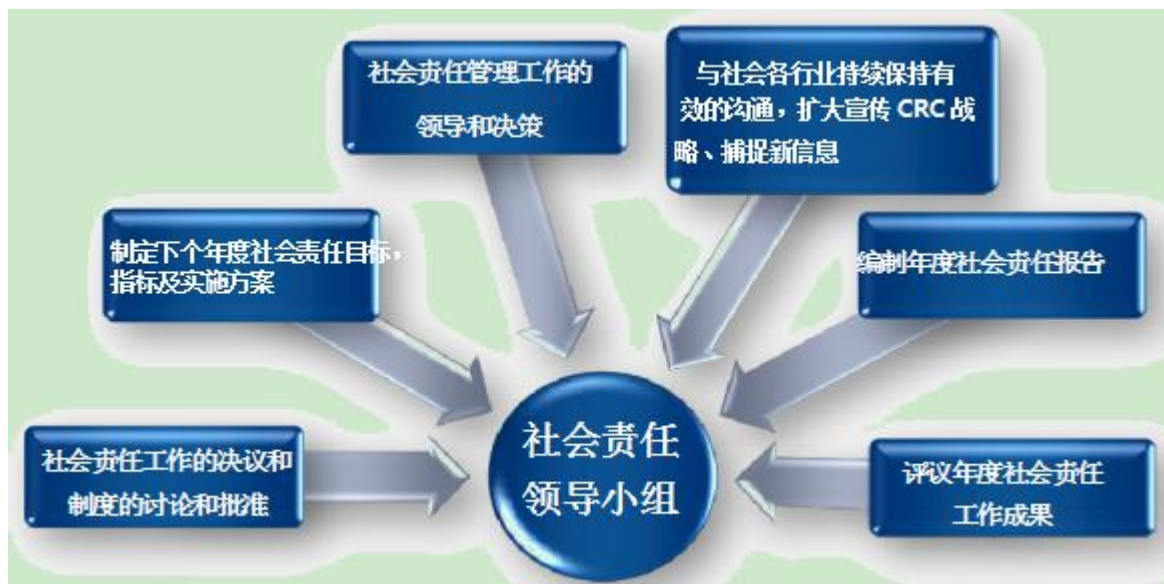 社会责任管理工作的
领导和决策
与社会各行业持续保持有
效的沟通，扩大宣传 CRC 战
略、捕捉新信息
制定下个年度社会责任目标，
指标及实施方案
编制年度社会责任报告
社会责任工作的决议和
制度的讨论和批准
社会责任
领导小组
评议年度社会责任
工作成果